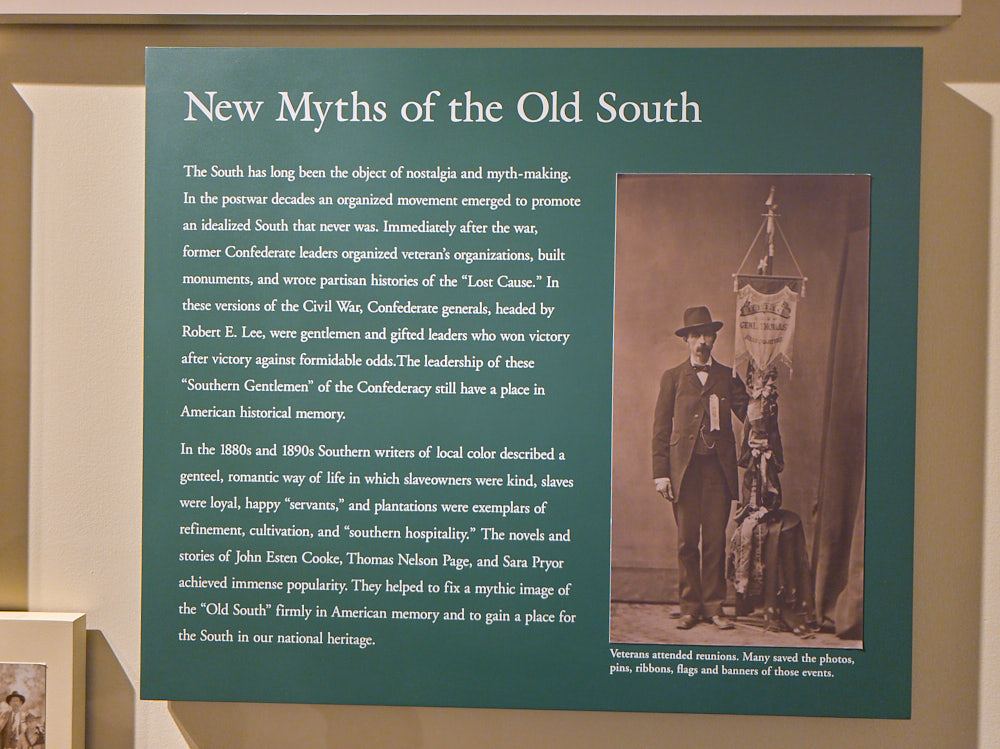 New Myths of the Old South
The South has long been the object of nostalgia and myth-making.
In the postwar decades an organized movement emerged to promote
an idealized South that never was. Immediately after the war,
former Confederate leaders organized veteran's organizations, built
monuments, and wrote partisan histories of the “Lost Cause.” In
these versions of the Civil War, Confederate generals, headed by
Robert E. Lee, were gentlemen and gifted leaders who won victory
after victory against formidable odds.The leadership of these
“Southern Gentlemen” of the Confederacy still have a place in
American historical memory.
In the 1880s and 1890s Southern writers of local color described a
genteel, romantic way of life in which slaveowners were kind, slaves
were loyal, happy “servants,” and plantations were exemplars of
refinement, cultivation, and “southern hospitality.” The novels and
stories of John Esten Cooke, Thomas Nelson Page, and Sara Pryor
achieved immense popularity. They helped to fix a mythic image of
the “Old South” firmly in American memory and to gain a place for
the South in our national heritage.
GENL. THOMAS
Veterans attended reunions. Many saved the photos,
pins, ribbons, flags and banners of those events.